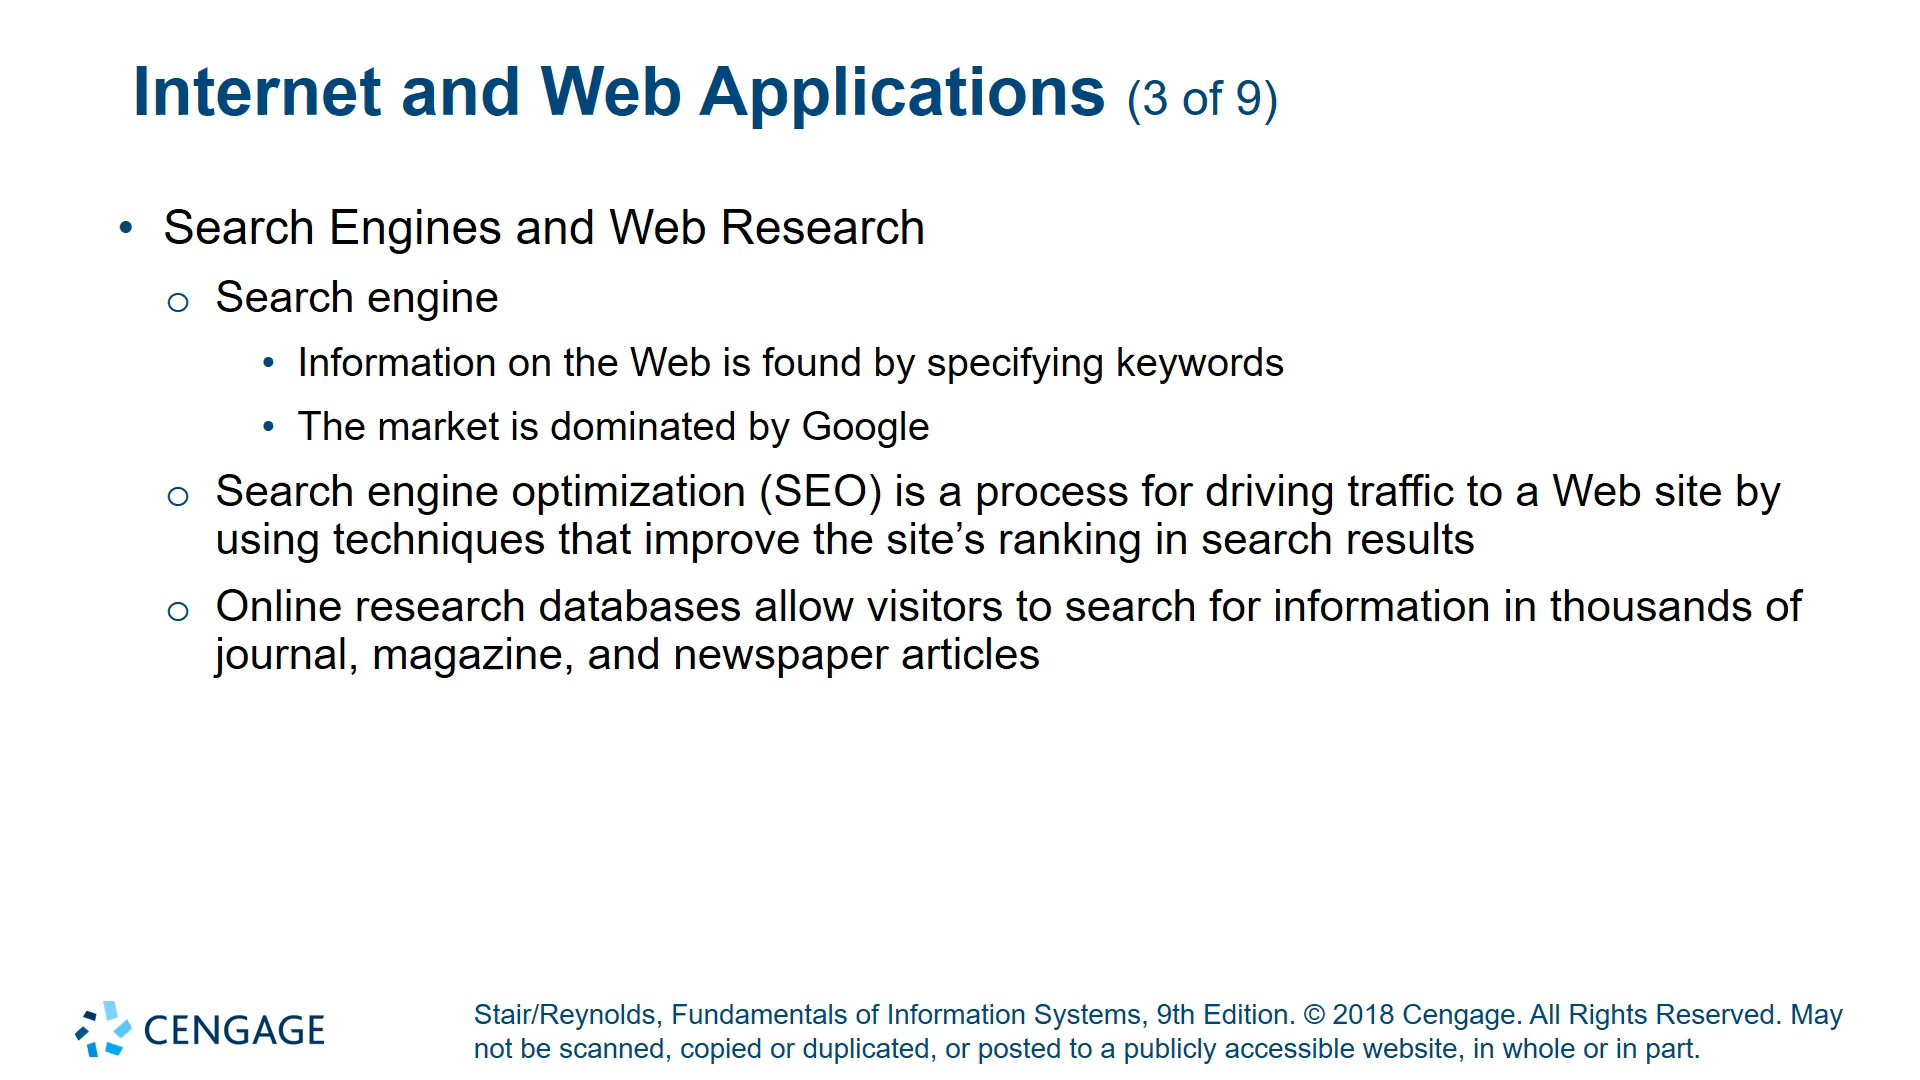 Internet and Web Applications (3 of 9)
• Search Engines and Web Research
o Search engine
• Information on the Web is found by specifying keywords
• The market is dominated by Google
o Search engine optimization (SEO) is a process for driving traffic to a Web site by
using techniques that improve the site’s ranking in search results
o Online research databases allow visitors to search for information in thousands of
journal, magazine, and newspaper articles
CENGAGE
Stair/Reynolds, Fundamentals of Information Systems, 9th Edition. © 2018 Cengage. All Rights Reserved. May
not be scanned, copied or duplicated, or posted to a publicly accessible website, in whole or in part.